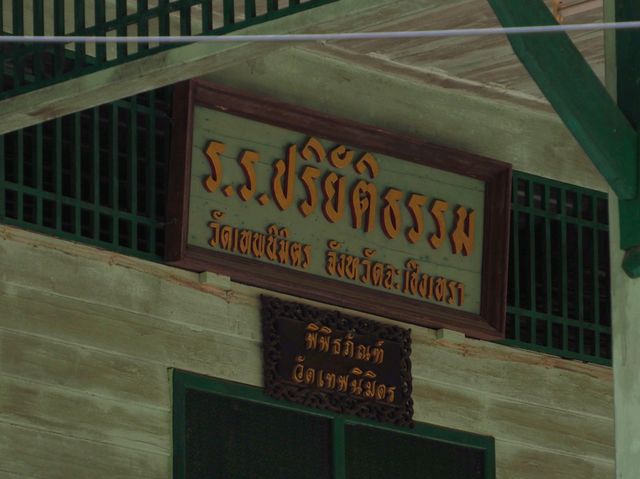 ร.ร.ปริยัติธรรม
วัดเทพนิมิตร จังหวัดฉะเชิงเทรา
พิพิธภัณฑ์
วัดเทพนิมิตร